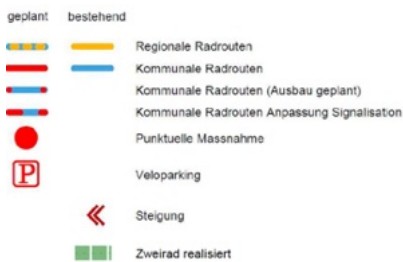 geplant bestehend
Regionale Radrouten
Kommunale Radrouten
Kommunale Radrouten (Ausbau geplant)
Kommunale Radrouten Anpassung Signalisation
Punktuelle Massnahme
P Veloparking
Steigung
Zweirad realisiert